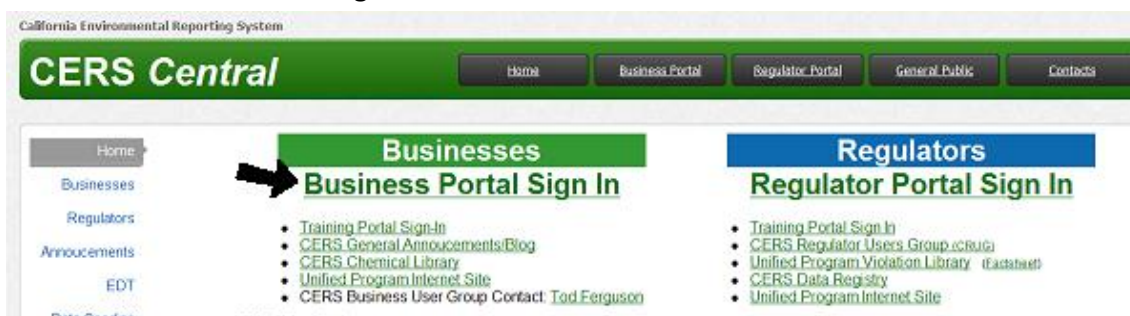 California Environmental Reporting System
CERS Central
Home
Business Portal
Regulator Portal
General Public
Contacts
Home
Businesses
Regulators
Annoucements
EDT
Businesses
Business Portal Sign In
Training Portal Sign-In
CERS General Annoucements/Blog
CERS Chemical Library
Unified Program Internet Site
CERS Business User Group Contact: Tod Ferguson
Regulators
Regulator Portal Sign In
Training Portal Sign In
CERS Regulator Users Group (CRUG)
Unified Program Violation Library (Factsheet)
CERS Data Registry
Unified Program Internet Site